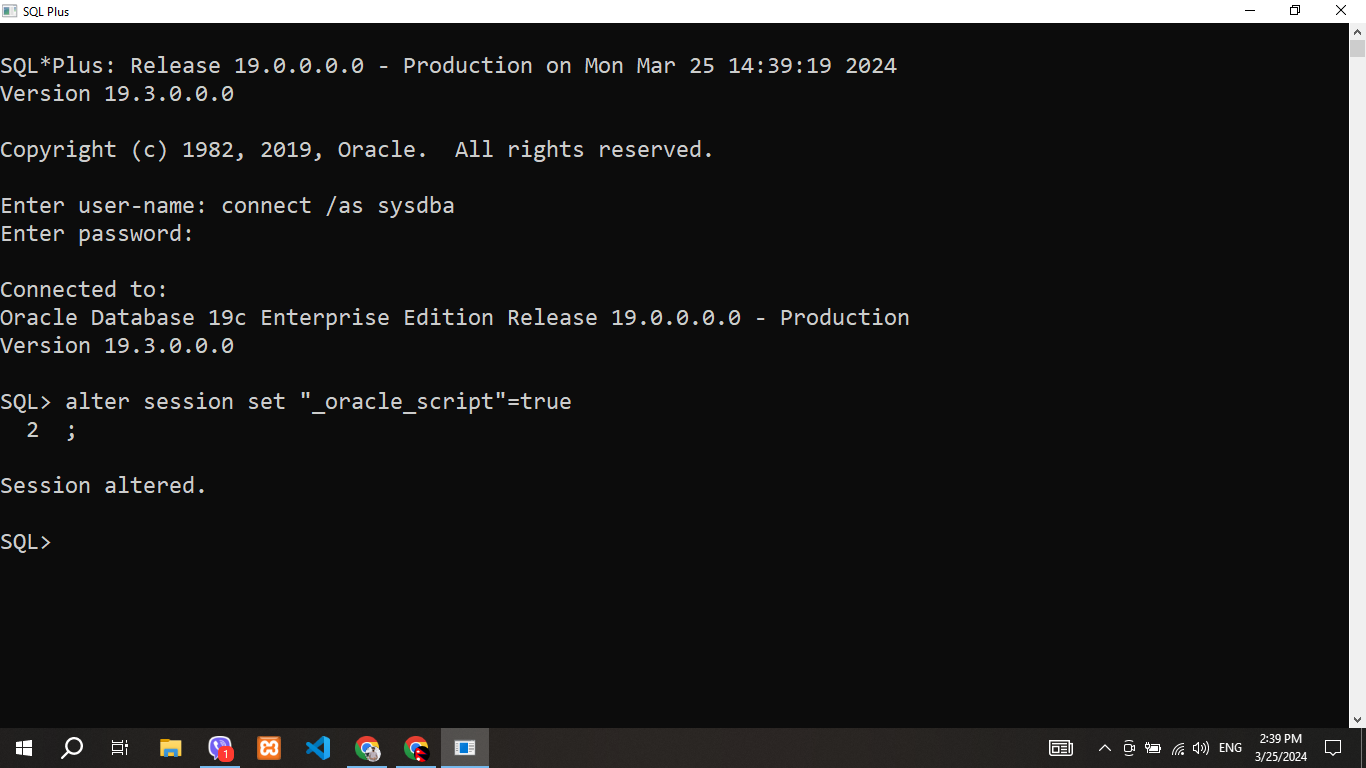 SQL Plus
SQL*Plus: Release 19.0.0.0.0 - Production on Mon Mar 25 14:39:19 2024
Version 19.3.0.0.0
Copyright (c) 1982, 2019, Oracle.  All rights reserved.
Enter user-name: connect /as sysdba
Enter password:
Connected to:
Oracle Database 19c Enterprise Edition Release 19.0.0.0.0 - Production
Version 19.3.0.0.0
SQL> alter session set "_oracle_script"=true
  2  ;
Session altered.
SQL>
1
ENG
2:39 PM
3/25/2024